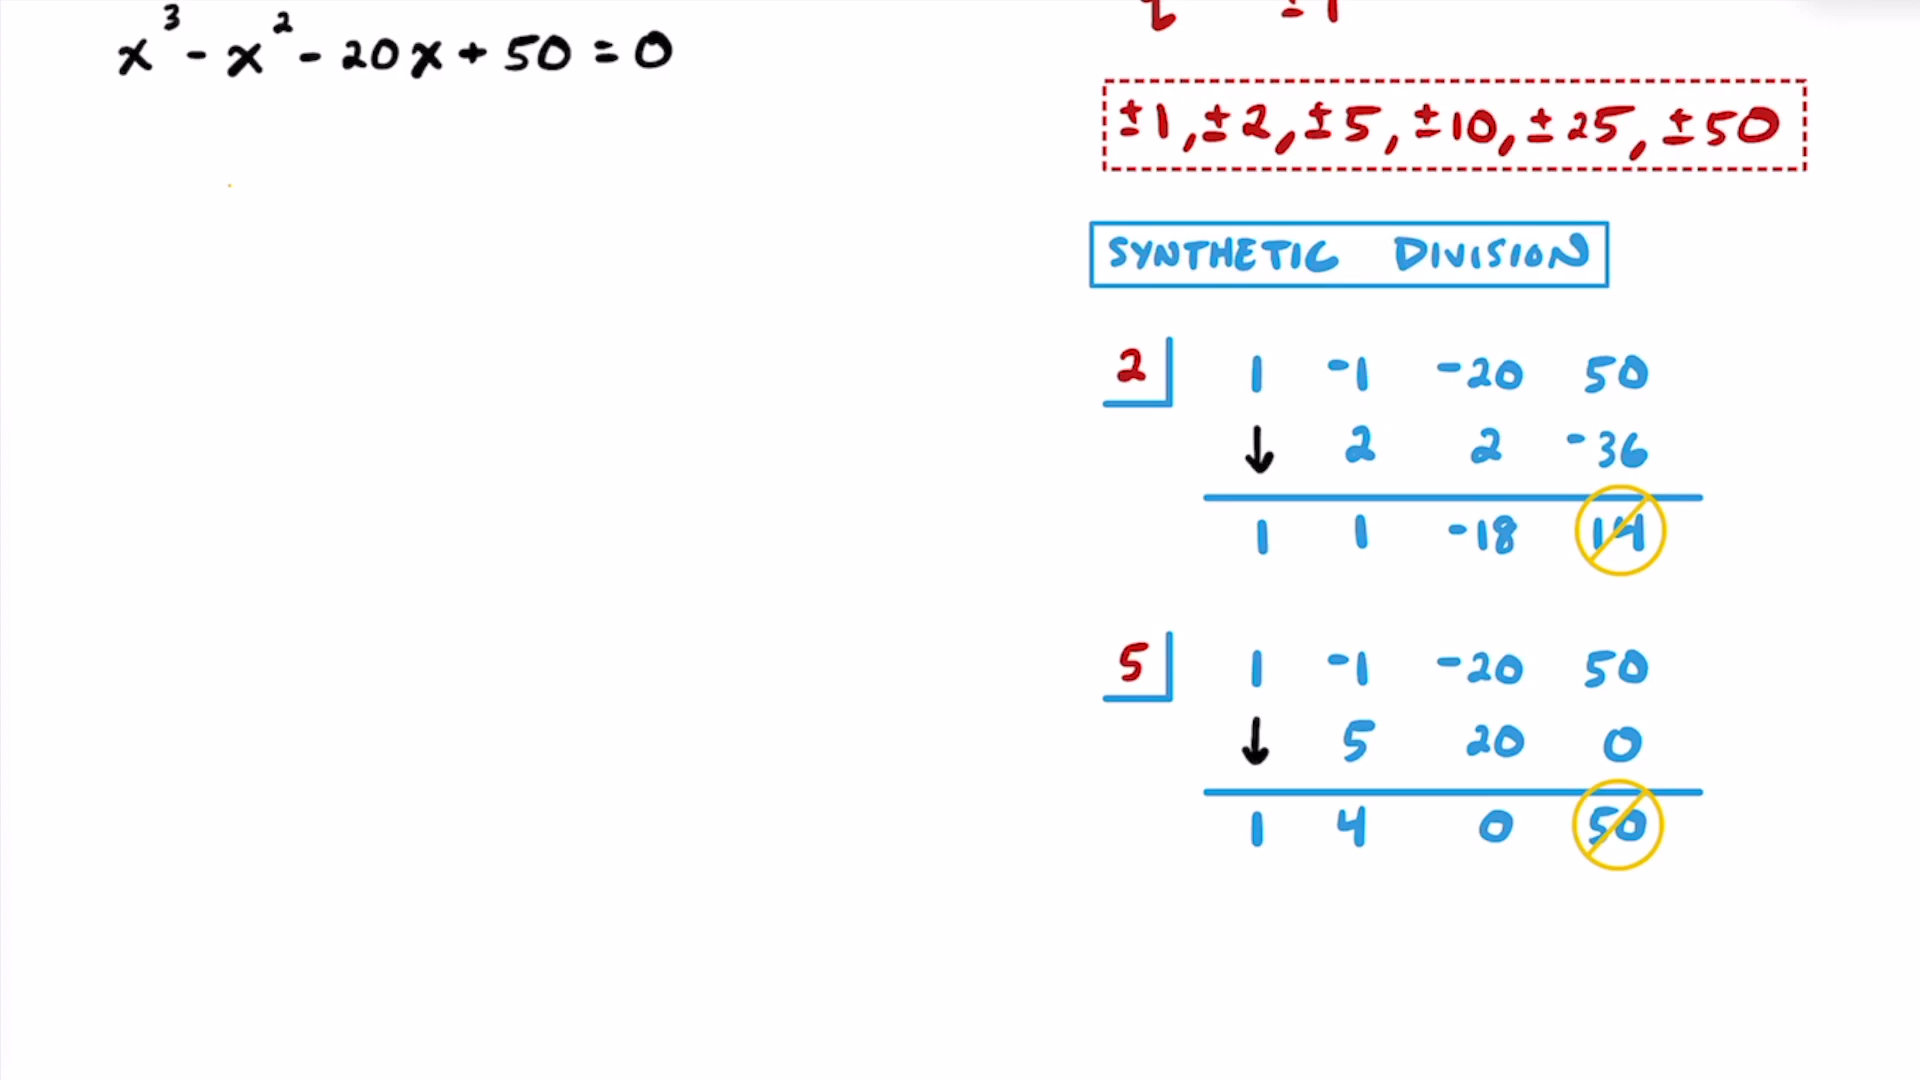 x³ - x² - 20x + 50 = 0
±1, ±2, ±5, ±10, ±25, ±50
SYNTHETIC DIVISION
2 1 -1 -20 50
↓ 2 2 -36
1 1 -18 14
5 1 -1 -20 50
↓ 5 20 0
1 4 0 50